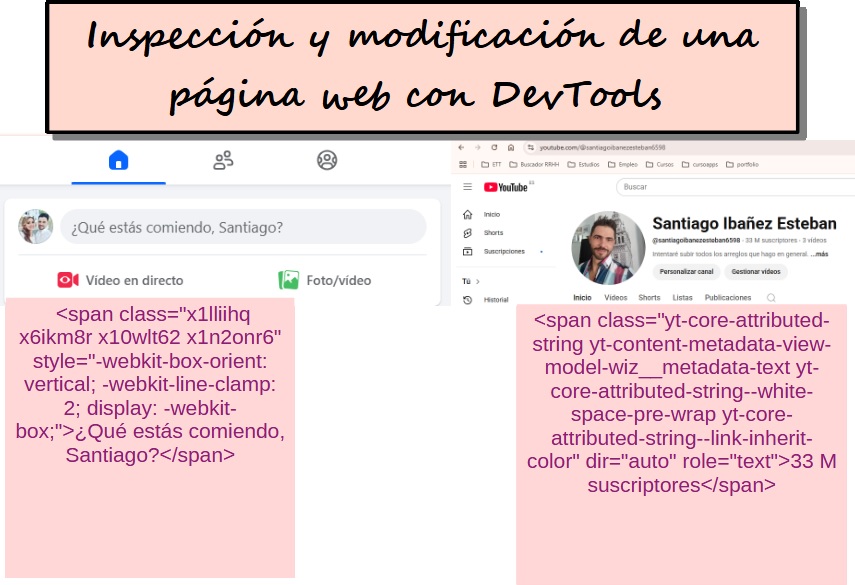 Inspección y modificación de una
página web con DevTools
¿Qué estás comiendo, Santiago?
Vídeo en directo
Foto/vídeo
<span class="x1lliihq
x6ikm8r x10wlt62 x1n2onr6"
style="-webkit-box-orient:
vertical; -webkit-line-clamp:
2; display: -webkit-
box;">¿Qué estás comiendo,
Santiago?</span>
youtube.com/@santiagoibanezesteban6598
ETT
Buscador RRHH
Estudios
Empleo
Cursos
cursoapps
portfolio
YouTube ES
Buscar
Inicio
Shorts
Suscripciones
Tú
Historial
Santiago Ibañez Esteban
@santiagoibanezesteban6598 · 33 M suscriptores · 3 vídeos
Intentaré subir todos los arreglos que hago en general. ...más
Personalizar canal
Gestionar vídeos
Inicio Vídeos Shorts Listas Publicaciones
<span class="yt-core-attributed-
string yt-content-metadata-view-
model-wiz__metadata-text yt-
core-attributed-string--white-
space-pre-wrap yt-core-
attributed-string--link-inherit-
color" dir="auto" role="text">33 M
suscriptores</span>